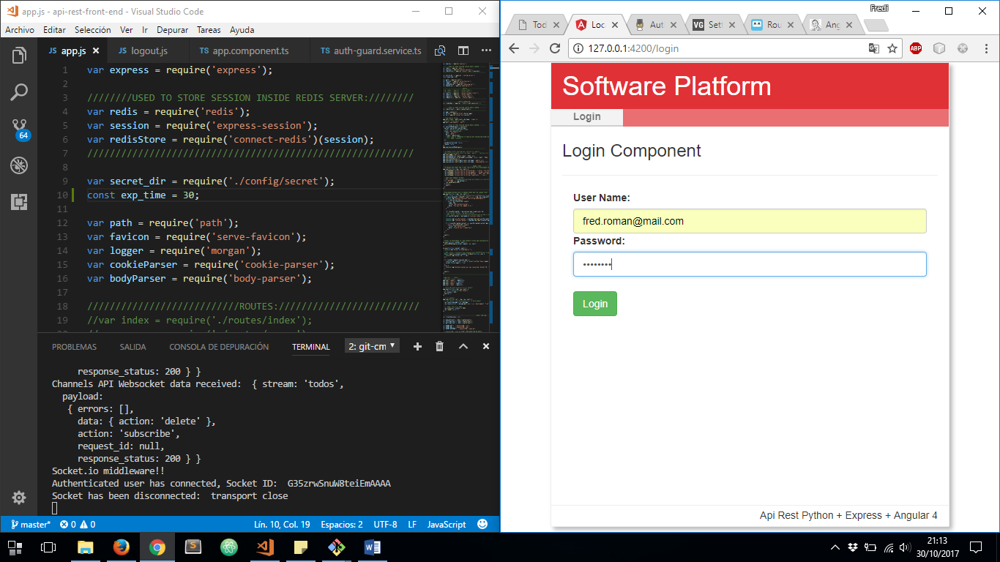 app.js - api-rest-front-end - Visual Studio Code
Archivo Editar Selección Ver Ir Depurar Tareas Ayuda
JS app.js JS logout.js TS app.component.ts TS auth-guard.service.ts
64
1 var express = require('express');
2
3 ////////USED TO STORE SESSION INSIDE REDIS SERVER:////////
4 var redis = require('redis');
5 var session = require('express-session');
6 var redisStore = require('connect-redis')(session);
7 //////////////////////////////////////////////////////////
8
9 var secret_dir = require('./config/secret');
10 const exp_time = 30;
11
12 var path = require('path');
13 var favicon = require('serve-favicon');
14 var logger = require('morgan');
15 var cookieParser = require('cookie-parser');
16 var bodyParser = require('body-parser');
17
18 ///////////////////////////ROUTES://///////////////////////
19 //var index = require('./routes/index');
PROBLEMAS SALIDA CONSOLA DE DEPURACIÓN TERMINAL 2: git-cm
response_status: 200 } }
Channels API Websocket data received: { stream: 'todos',
payload:
{ errors: [],
data: { action: 'delete' },
action: 'subscribe',
request_id: null,
response_status: 200 } }
Socket.io middleware!!
Authenticated user has connected, Socket ID: G35zrwSnuW8teiEmAAAA
Socket has been disconnected: transport close
master* 0 0 Lín. 10, Col. 19 Espacios: 2 UTF-8 LF JavaScript
Fredi
Tod Loc Aut VG Sett Rou Ang
127.0.0.1:4200/login
ABP
Software Platform
Login
Login Component
User Name:
fred.roman@mail.com
Password:
••••••••
Login
Api Rest Python + Express + Angular 4
21:13
30/10/2017